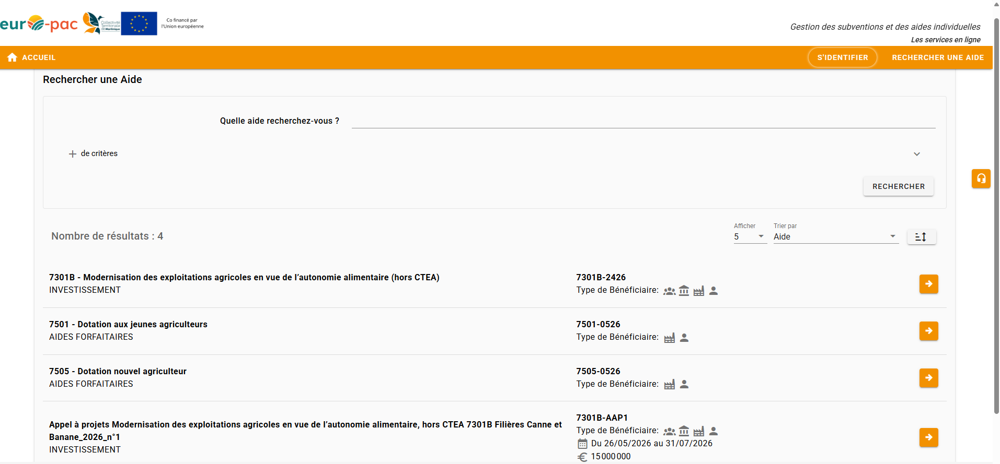 euro-pac
Collectivité
Territoriale
de Martinique
Co financé par
l'Union européenne
Gestion des subventions et des aides individuelles
Les services en ligne
ACCUEIL
S'IDENTIFIER
RECHERCHER UNE AIDE
Rechercher une Aide
Quelle aide recherchez-vous ?
de critères
RECHERCHER
Nombre de résultats : 4
Afficher
5
Trier par
Aide
7301B - Modernisation des exploitations agricoles en vue de l’autonomie alimentaire (hors CTEA)
INVESTISSEMENT
7301B-2426
Type de Bénéficiaire:
7501 - Dotation aux jeunes agriculteurs
AIDES FORFAITAIRES
7501-0526
Type de Bénéficiaire:
7505 - Dotation nouvel agriculteur
AIDES FORFAITAIRES
7505-0526
Type de Bénéficiaire:
Appel à projets Modernisation des exploitations agricoles en vue de l’autonomie alimentaire, hors CTEA 7301B Filières Canne et
Banane_2026_n°1
INVESTISSEMENT
7301B-AAP1
Type de Bénéficiaire:
Du 26/05/2026 au 31/07/2026
€ 15000000